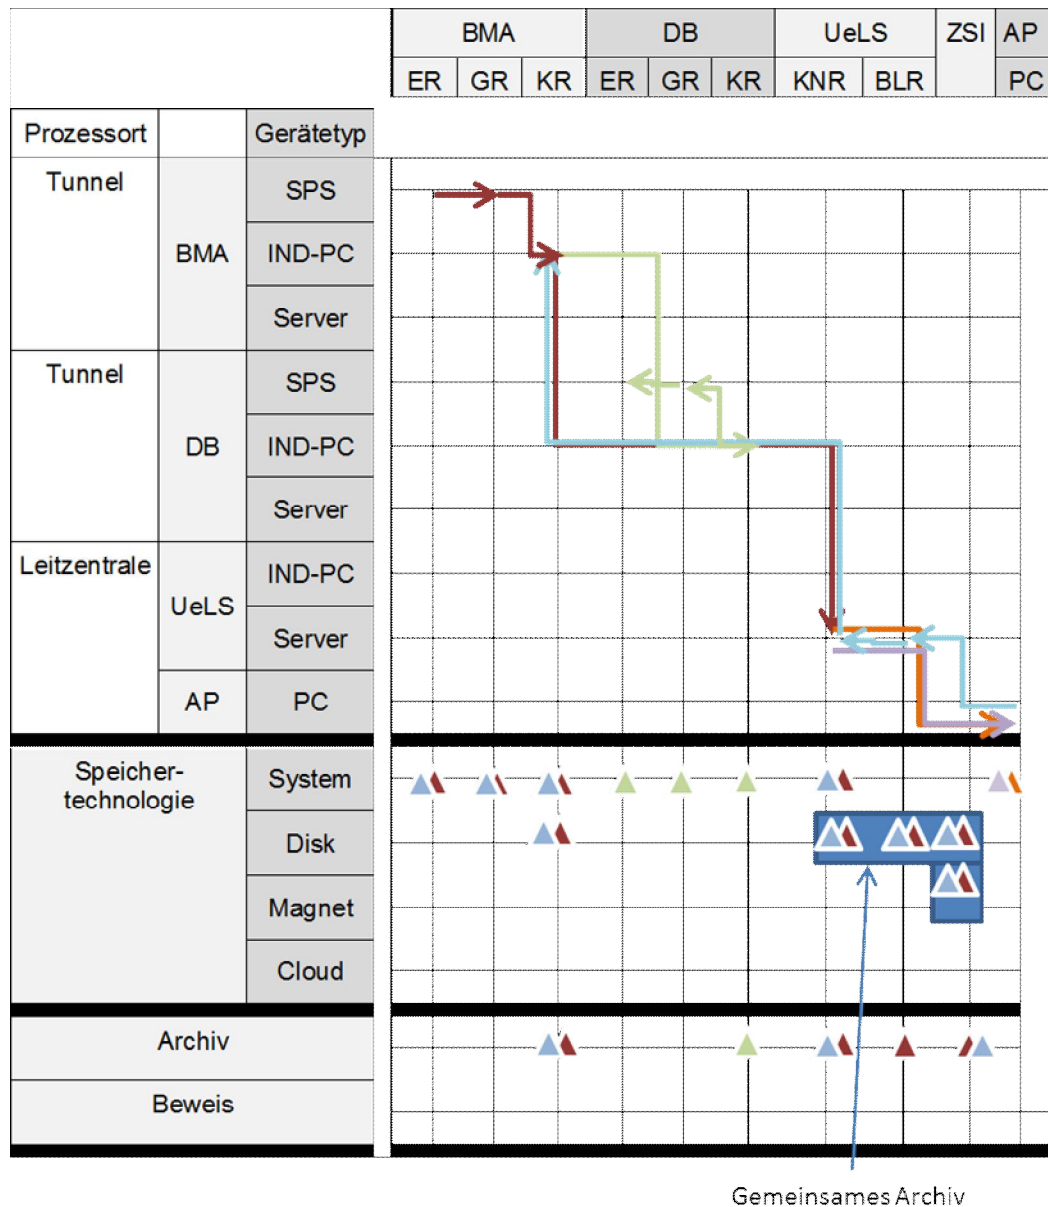 BMA DB UeLS ZSI AP
ER GR KR ER GR KR KNR BLR PC
Prozessort Gerätetyp
Tunnel SPS
BMA IND-PC
Server
Tunnel SPS
DB IND-PC
Server
Leitzentrale IND-PC
UeLS
Server
AP PC
Speicher-
technologie
System
Disk
Magnet
Cloud
Archiv
Beweis
Gemeinsames Archiv